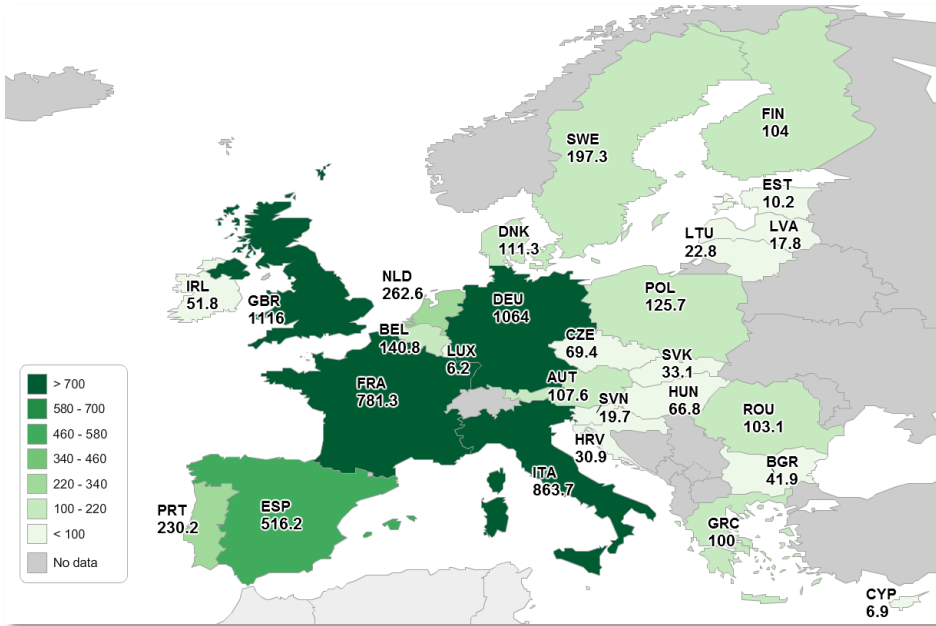 FIN
104
SWE
197.3
EST
10.2
LVA
17.8
LTU
22.8
DNK
111.3
NLD
262.6
IRL
51.8
GBR
1116
DEU
1064
POL
125.7
BEL
140.8
LUX
6.2
CZE
69.4
SVK
33.1
FRA
781.3
AUT
107.6
HUN
66.8
SVN
19.7
ROU
103.1
HRV
30.9
BGR
41.9
ITA
863.7
PRT
230.2
ESP
516.2
GRC
100
CYP
6.9
> 700
580 - 700
460 - 580
340 - 460
220 - 340
100 - 220
< 100
No data